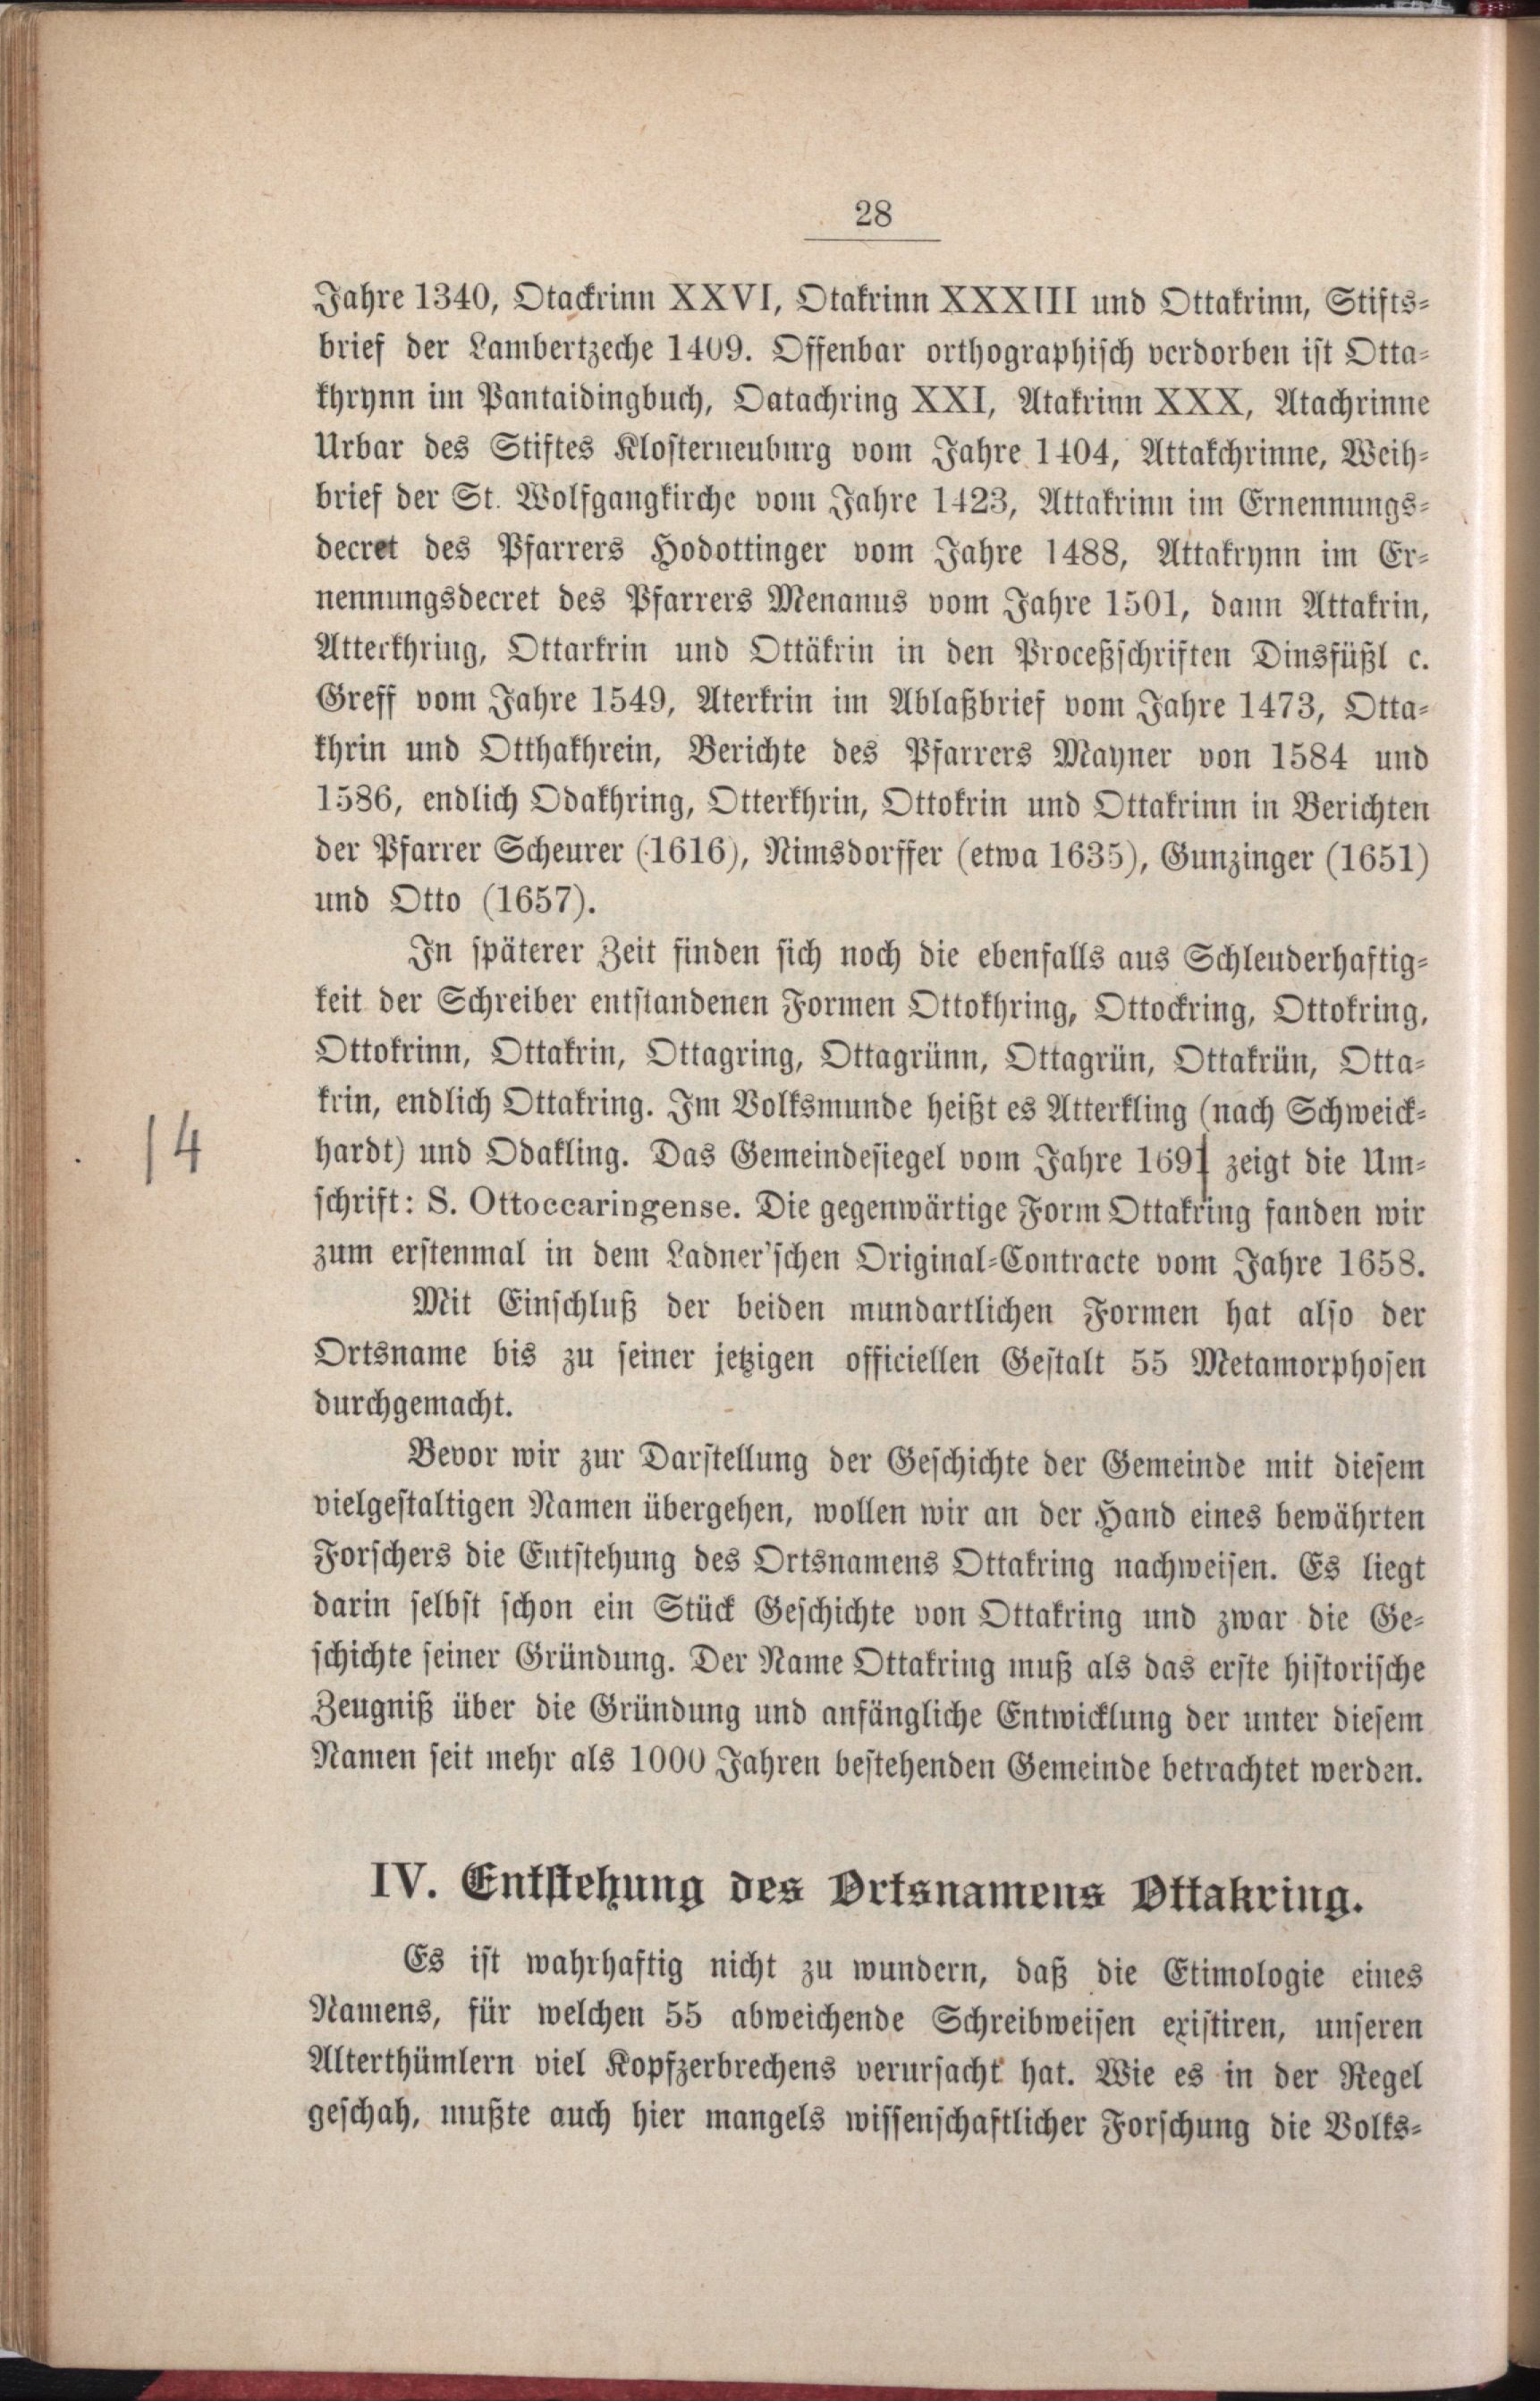 28
Jahre 1340, Otackrinn XXVI, Otakrinn XXXIII und Ottakrinn, Stifts-
brief der Lambertzeche 1409. Offenbar orthographisch verdorben ist Otta-
khrynn im Pantaidingbuch, Oatachring XXI, Atakrinn XXX, Atachrinne
Urbar des Stiftes Klosterneuburg vom Jahre 1404, Attakchrinne, Weih-
brief der St. Wolfgangkirche vom Jahre 1423, Attakrinn im Ernennungs-
decret des Pfarrers Hodottinger vom Jahre 1488, Attakrynn im Er-
nennungsdecret des Pfarrers Menanus vom Jahre 1501, dann Attakrin,
Atterkhring, Ottarkrin und Ottäkrin in den Proceßschriften Dinsfüßl c.
Greff vom Jahre 1549, Aterkrin im Ablaßbrief vom Jahre 1473, Otta-
khrin und Otthakhrein, Berichte des Pfarrers Mayner von 1584 und
1586, endlich Odakhring, Otterkhrin, Ottokrin und Ottakrinn in Berichten
der Pfarrer Scheurer (1616), Nimsdorffer (etwa 1635), Gunzinger (1651)
und Otto (1657).
In späterer Zeit finden sich noch die ebenfalls aus Schleuderhaftig-
keit der Schreiber entstandenen Formen Ottokhring, Ottockring, Ottokring,
Ottokrinn, Ottakrin, Ottagring, Ottagrünn, Ottagrün, Ottakrün, Otta-
krin, endlich Ottakring. Im Volksmunde heißt es Atterkling (nach Schweick-
14
hardt) und Odakling. Das Gemeindesiegel vom Jahre 1691 zeigt die Um-
schrift: S. Ottoccaringense. Die gegenwärtige Form Ottakring fanden wir
zum erstenmal in dem Ladner'schen Original-Contracte vom Jahre 1658.
Mit Einschluß der beiden mundartlichen Formen hat also der
Ortsname bis zu seiner jetzigen officiellen Gestalt 55 Metamorphosen
durchgemacht.
Bevor wir zur Darstellung der Geschichte der Gemeinde mit diesem
vielgestaltigen Namen übergehen, wollen wir an der Hand eines bewährten
Forschers die Entstehung des Ortsnamens Ottakring nachweisen. Es liegt
darin selbst schon ein Stück Geschichte von Ottakring und zwar die Ge-
schichte seiner Gründung. Der Name Ottakring muß als das erste historische
Zeugniß über die Gründung und anfängliche Entwicklung der unter diesem
Namen seit mehr als 1000 Jahren bestehenden Gemeinde betrachtet werden.
IV. Entstehung des Ortsnamens Ottakring.
Es ist wahrhaftig nicht zu wundern, daß die Etimologie eines
Namens, für welchen 55 abweichende Schreibweisen existiren, unseren
Alterthümlern viel Kopfzerbrechens verursacht hat. Wie es in der Regel
geschah, mußte auch hier mangels wissenschaftlicher Forschung die Volks-